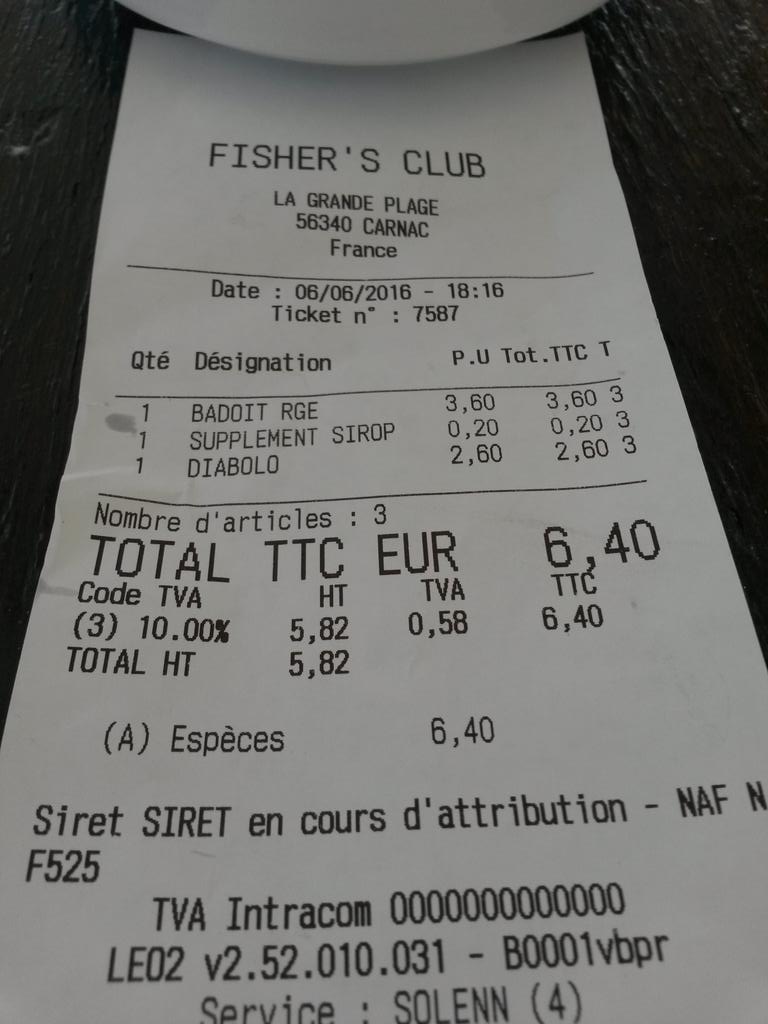 FISHER'S CLUB
LA GRANDE PLAGE
56340 CARNAC
France
Date : 06/06/2016 - 18:16
Ticket n° : 7587
Qté Désignation P.U Tot.TTC T
1 BADOIT RGE 3,60 3,60 3
1 SUPPLEMENT SIROP 0,20 0,20 3
1 DIABOLO 2,60 2,60 3
Nombre d'articles : 3
TOTAL TTC EUR 6,40
Code TVA HT TVA TTC
(3) 10.00% 5,82 0,58 6,40
TOTAL HT 5,82
(A) Espèces 6,40
Siret SIRET en cours d'attribution - NAF N
F525
TVA Intracom 0000000000000
LEO2 v2.52.010.031 - B0001vbpr
Service : SOLENN (4)